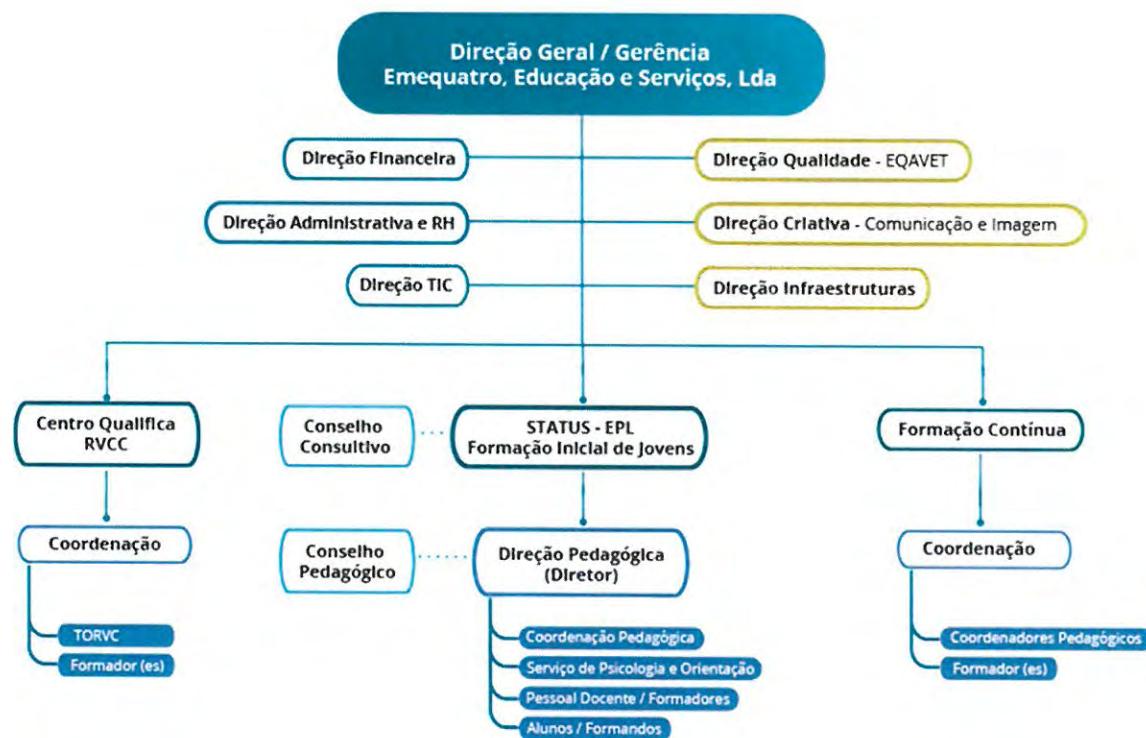 Direção Geral / Gerência
Emequatro, Educação e Serviços, Lda
Direção Financeira
Direção Qualidade - EQAVET
Direção Administrativa e RH
Direção Criativa - Comunicação e Imagem
Direção TIC
Direção Infraestruturas
Centro Qualifica
RVCC
Conselho
Consultivo
STATUS - EPL
Formação Inicial de Jovens
Formação Contínua
Coordenação
Conselho
Pedagógico
Direção Pedagógica
(Diretor)
Coordenação
TORVC
Formador (es)
Coordenação Pedagógica
Serviço de Psicologia e Orientação
Pessoal Docente / Formadores
Alunos / Formandos
Coordenadores Pedagógicos
Formador (es)